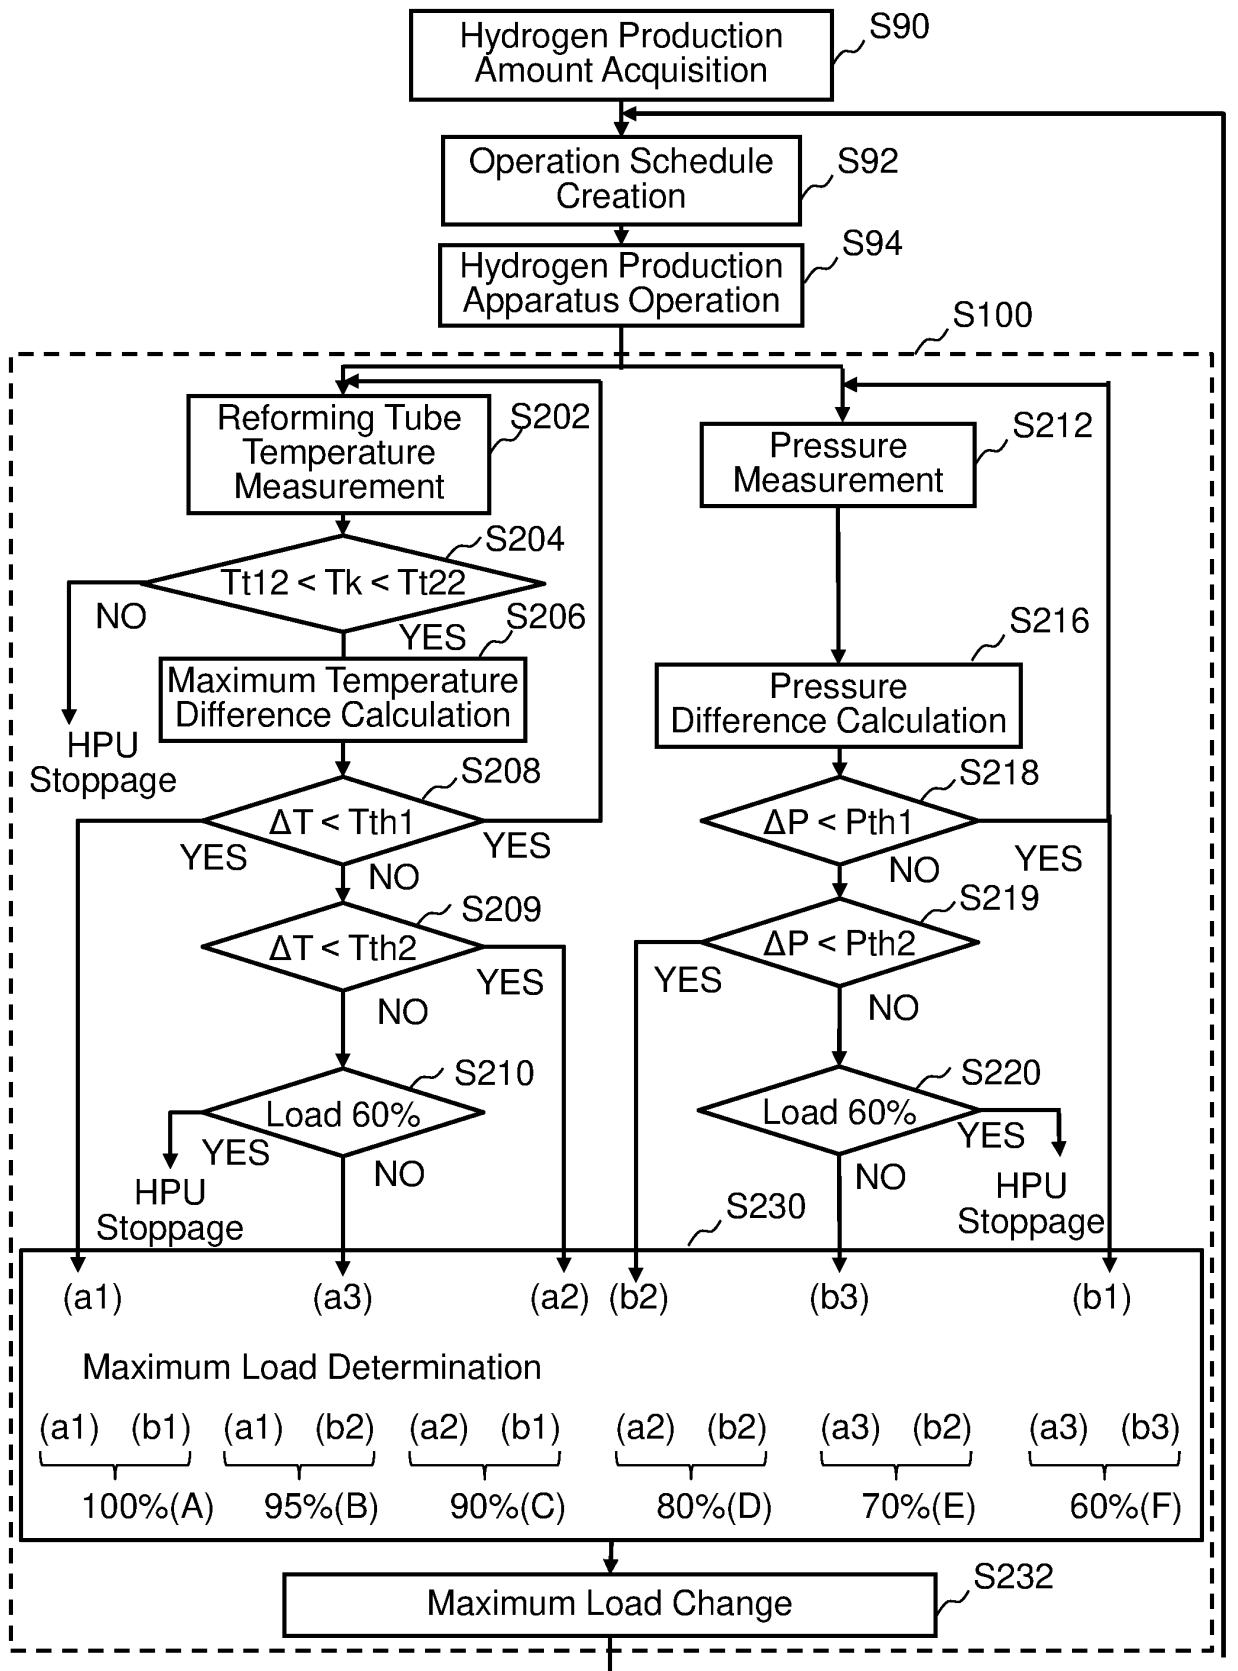 Hydrogen Production
Amount Acquisition
S90
Operation Schedule
Creation
S92
Hydrogen Production
Apparatus Operation
S94
S100
Reforming Tube
Temperature
Measurement
S202
Pressure
Measurement
S212
Tt12 < Tk < Tt22
S204
NO
YES
S206
HPU
Stoppage
Maximum Temperature
Difference Calculation
S216
Pressure
Difference Calculation
ΔT < Tth1
S208
YES
YES
NO
ΔP < Pth1
S218
NO
YES
ΔT < Tth2
S209
YES
NO
ΔP < Pth2
S219
YES
NO
Load 60%
S210
YES
NO
HPU
Stoppage
Load 60%
S220
YES
NO
HPU
Stoppage
S230
(a1)
(a3)
(a2)
(b2)
(b3)
(b1)
Maximum Load Determination
(a1) (b1) (a1) (b2) (a2) (b1) (a2) (b2) (a3) (b2) (a3) (b3)
100%(A) 95%(B) 90%(C) 80%(D) 70%(E) 60%(F)
Maximum Load Change
S232